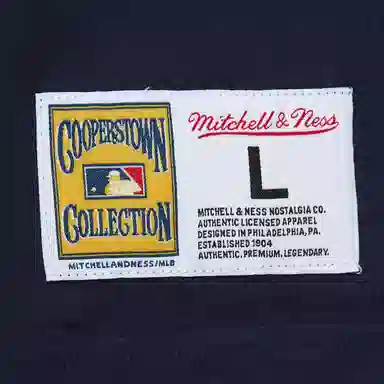 COOPERSTOWN
COLLECTION
MITCHELLANDNESS/MLB
Mitchell & Ness
L
MITCHELL & NESS NOSTALGIA CO.
AUTHENTIC LICENSED APPAREL
DESIGNED IN PHILADELPHIA, PA.
ESTABLISHED 1904
AUTHENTIC. PREMIUM. LEGENDARY.